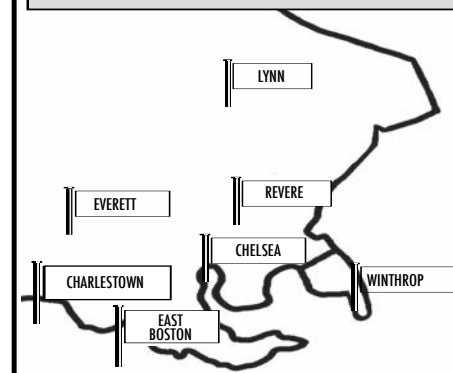 LYNN
REVERE
EVERETT
CHELSEA
CHARLESTOWN
WINTHROP
EAST
BOSTON